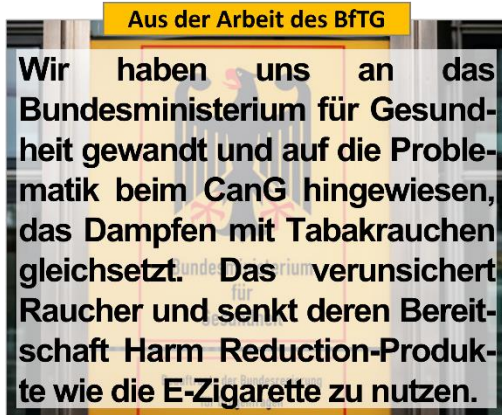 Aus der Arbeit des BfTG
Wir haben uns an das
Bundesministerium für Gesund-
heit gewandt und auf die Proble-
matik beim CanG hingewiesen,
das Dampfen mit Tabakrauchen
gleichsetzt. Das verunsichert
Raucher und senkt deren Bereit-
schaft Harm Reduction-Produk-
te wie die E-Zigarette zu nutzen.